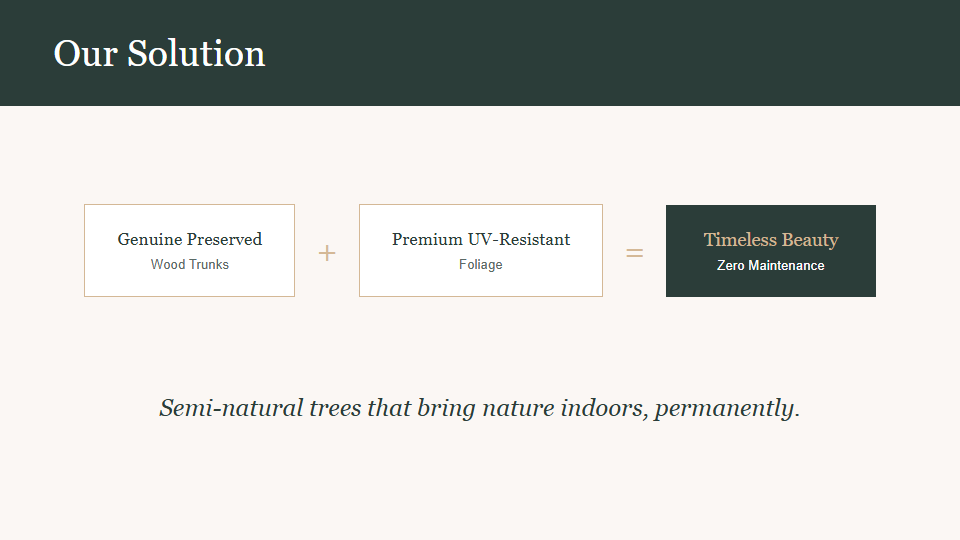 Our Solution
Genuine Preserved
Wood Trunks
+
Premium UV-Resistant
Foliage
=
Timeless Beauty
Zero Maintenance
Semi-natural trees that bring nature indoors, permanently.